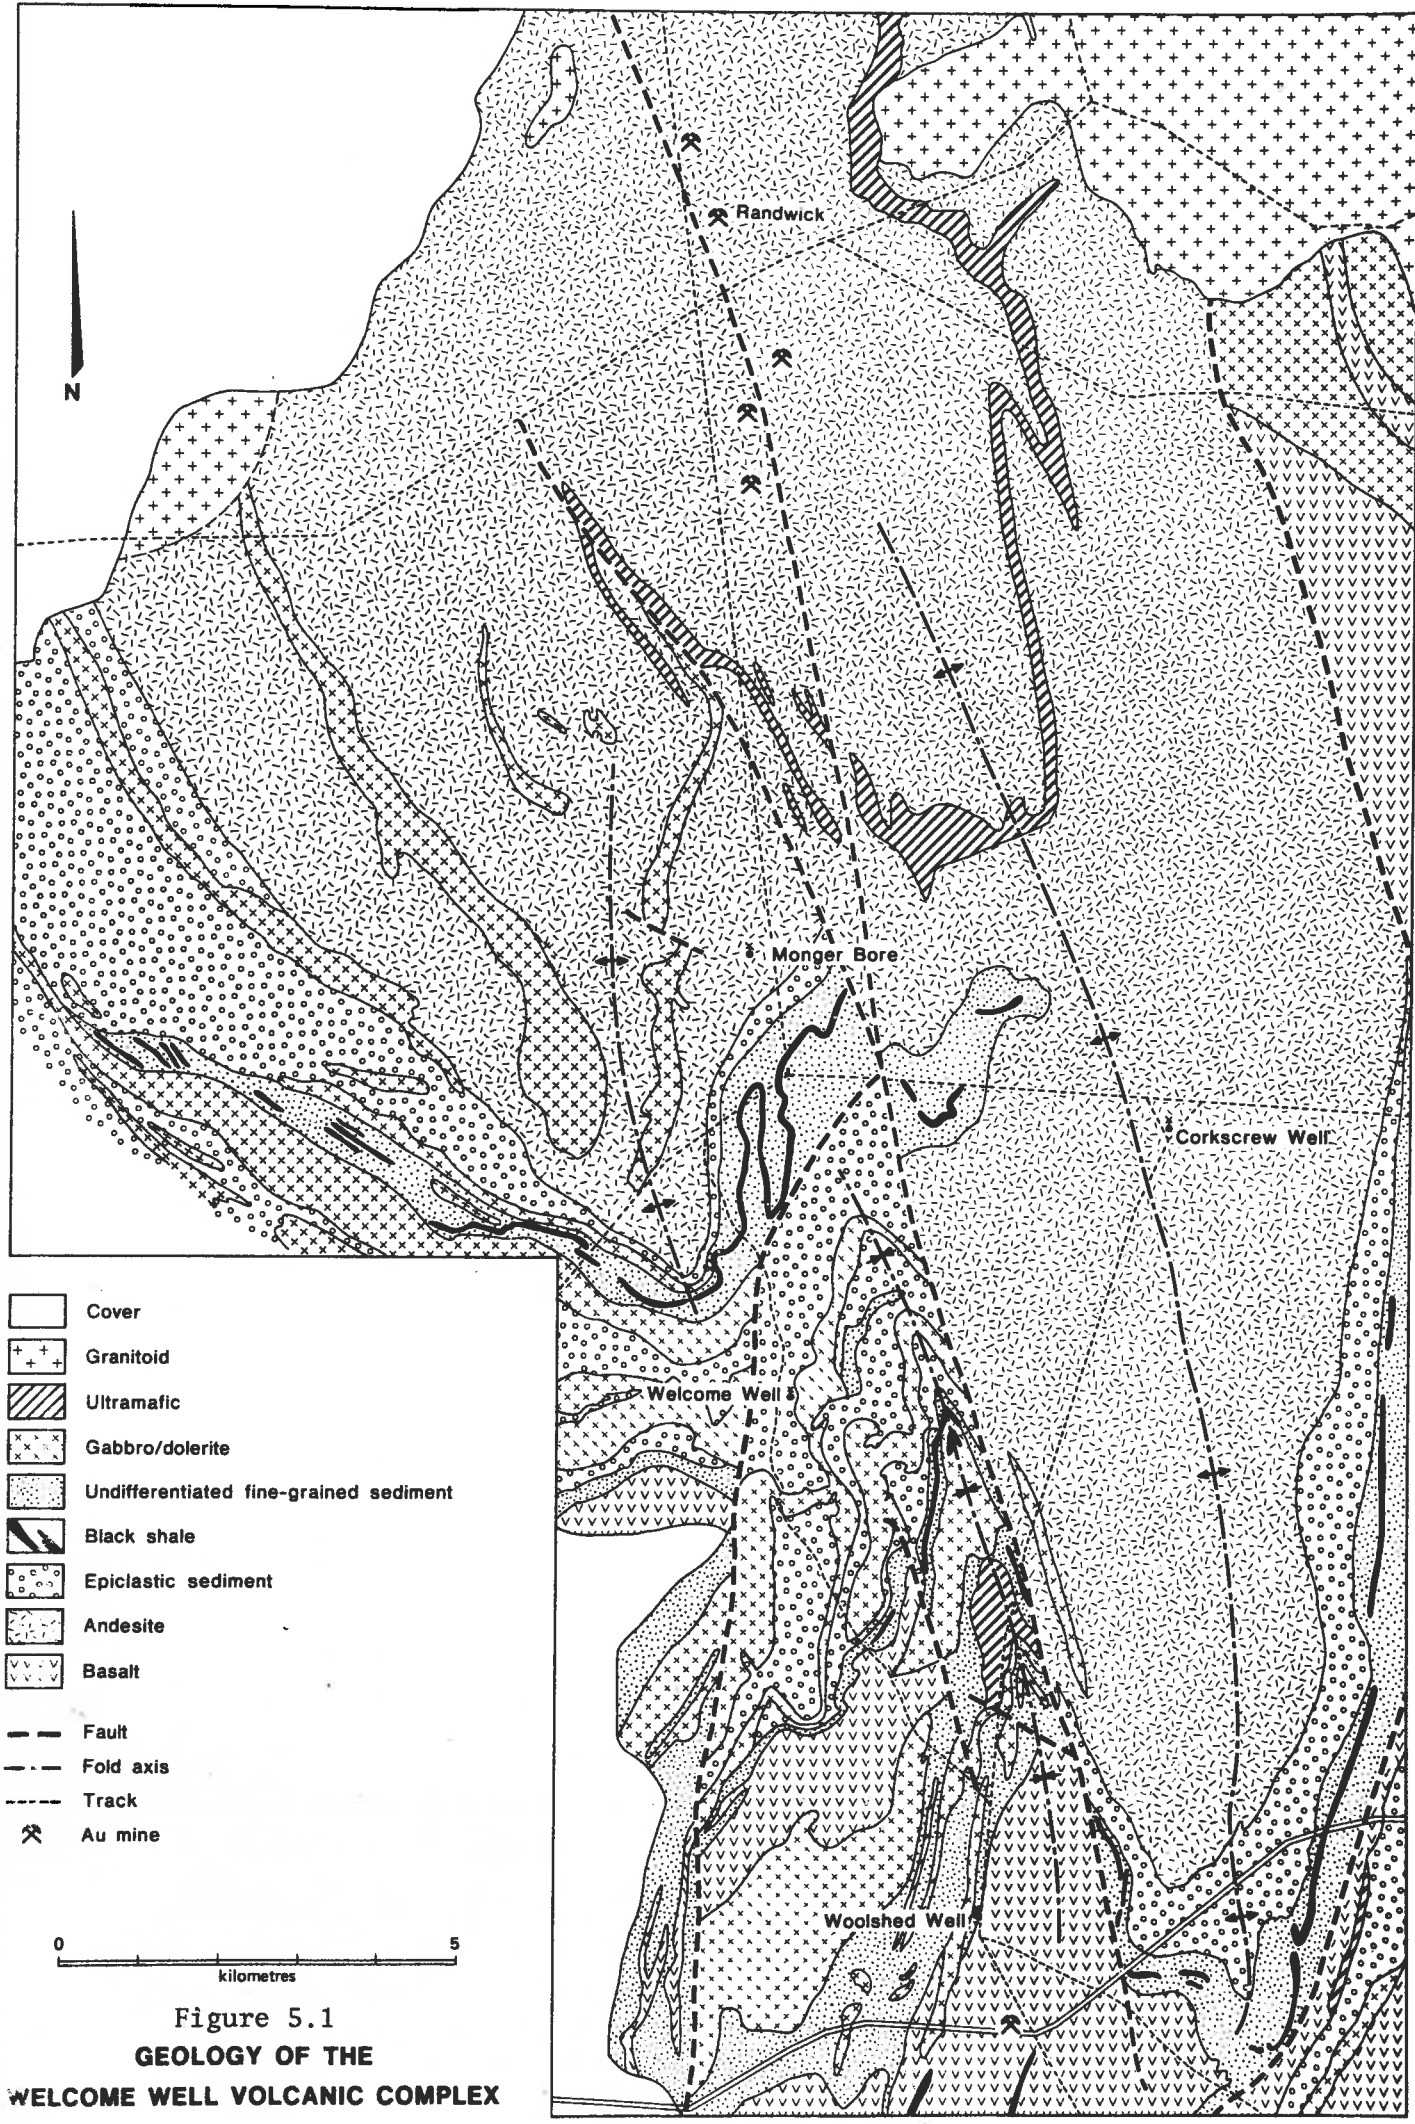 Randwick
N
Monger Bore
Corkscrew Well
Welcome Well
Woolshed Well
Cover
Granitoid
Ultramafic
Gabbro/dolerite
Undifferentiated fine-grained sediment
Black shale
Epiclastic sediment
Andesite
Basalt
Fault
Fold axis
Track
Au mine
0 5
kilometres
Figure 5.1
GEOLOGY OF THE
WELCOME WELL VOLCANIC COMPLEX